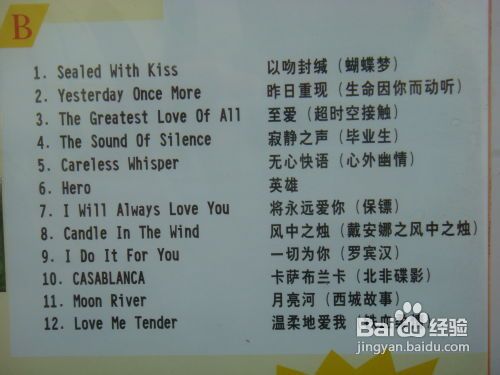 B
1. Sealed With Kiss 以吻封缄（蝴蝶梦）
2. Yesterday Once More 昨日重现（生命因你而动听）
3. The Greatest Love Of All 至爱（超时空接触）
4. The Sound Of Silence 寂静之声（毕业生）
5. Careless Whisper 无心快语（心外幽情）
6. Hero 英雄
7. I Will Always Love You 将永远爱你（保镖）
8. Candle In The Wind 风中之烛（戴安娜之风中之烛）
9. I Do It For You 一切为你（罗宾汉）
10. CASABLANCA 卡萨布兰卡（北非碟影）
11. Moon River 月亮河（西城故事）
12. Love Me Tender 温柔地爱我
Baidu 经验
jingyan.baidu.com